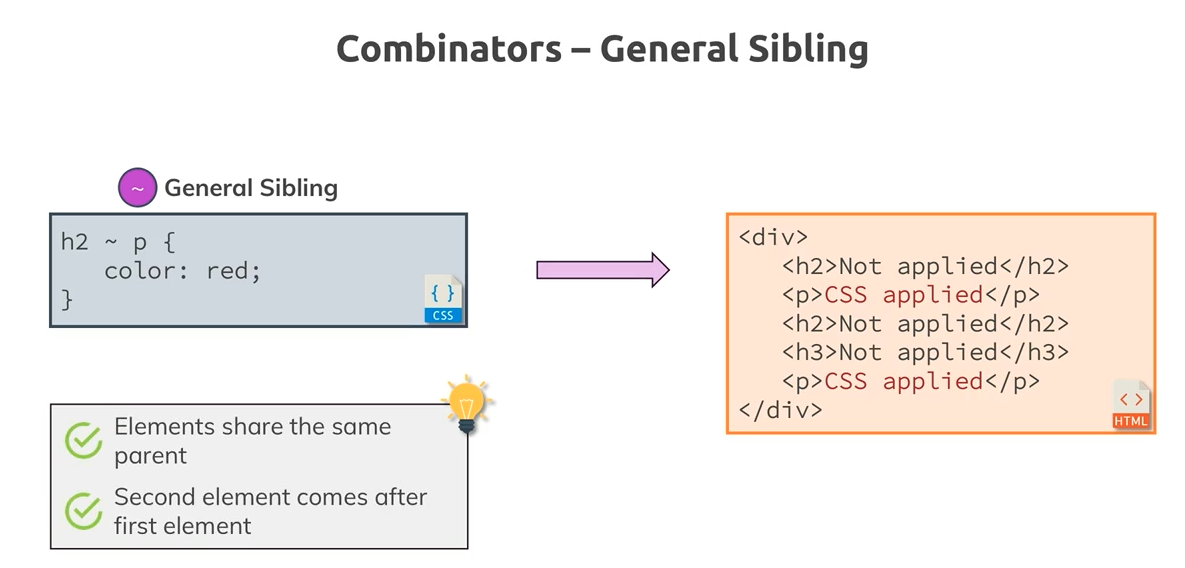 Combinators – General Sibling
~ General Sibling
h2 ~ p {
   color: red;
}
{ }
CSS
Elements share the same
parent
Second element comes after
first element
<div>
   <h2>Not applied</h2>
   <p>CSS applied</p>
   <h2>Not applied</h2>
   <h3>Not applied</h3>
   <p>CSS applied</p>
</div>
< >
HTML